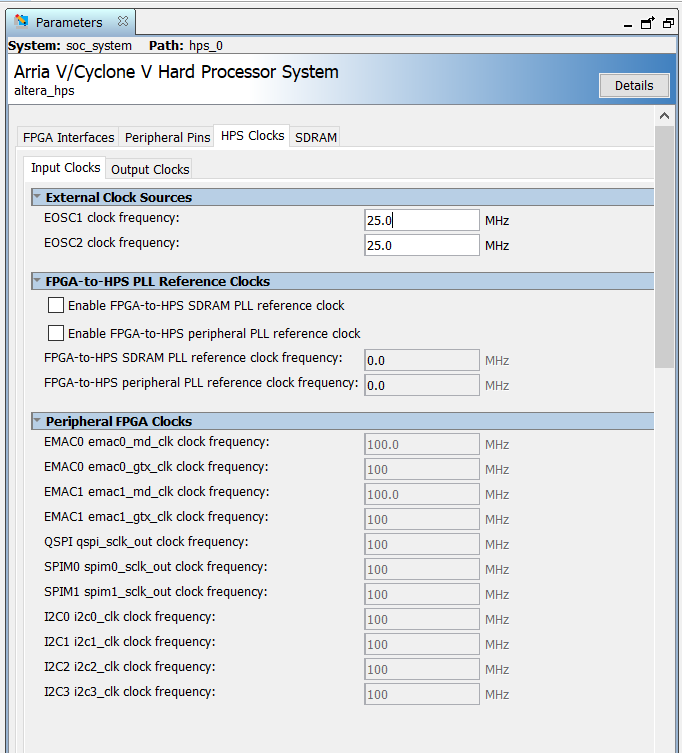 Parameters
System: soc_system Path: hps_0
Arria V/Cyclone V Hard Processor System
altera_hps
Details
FPGA Interfaces Peripheral Pins HPS Clocks SDRAM
Input Clocks Output Clocks
External Clock Sources
EOSC1 clock frequency: 25.0 MHz
EOSC2 clock frequency: 25.0 MHz
FPGA-to-HPS PLL Reference Clocks
Enable FPGA-to-HPS SDRAM PLL reference clock
Enable FPGA-to-HPS peripheral PLL reference clock
FPGA-to-HPS SDRAM PLL reference clock frequency: 0.0 MHz
FPGA-to-HPS peripheral PLL reference clock frequency: 0.0 MHz
Peripheral FPGA Clocks
EMAC0 emac0_md_clk clock frequency: 100.0 MHz
EMAC0 emac0_gtx_clk clock frequency: 100 MHz
EMAC1 emac1_md_clk clock frequency: 100.0 MHz
EMAC1 emac1_gtx_clk clock frequency: 100 MHz
QSPI qspi_sclk_out clock frequency: 100 MHz
SPIM0 spim0_sclk_out clock frequency: 100 MHz
SPIM1 spim1_sclk_out clock frequency: 100 MHz
I2C0 i2c0_clk clock frequency: 100 MHz
I2C1 i2c1_clk clock frequency: 100 MHz
I2C2 i2c2_clk clock frequency: 100 MHz
I2C3 i2c3_clk clock frequency: 100 MHz